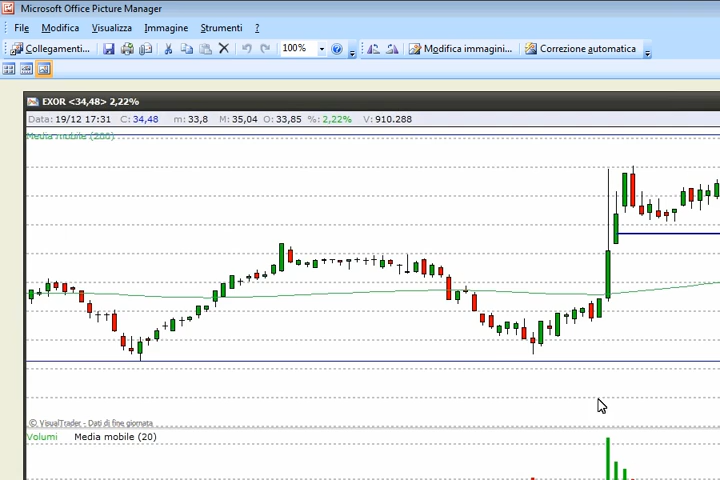 Microsoft Office Picture Manager
File Modifica Visualizza Immagine Strumenti ?
Collegamenti... 100% Modifica immagini... Correzione automatica
EXOR <34,48> 2,22%
Data: 19/12 17:31 C: 34,48 m: 33,8 M: 35,04 O: 33,85 %: 2,22% V: 910.288
Media mobile (200)
© VisualTrader - Dati di fine giornata
Volumi Media mobile (20)